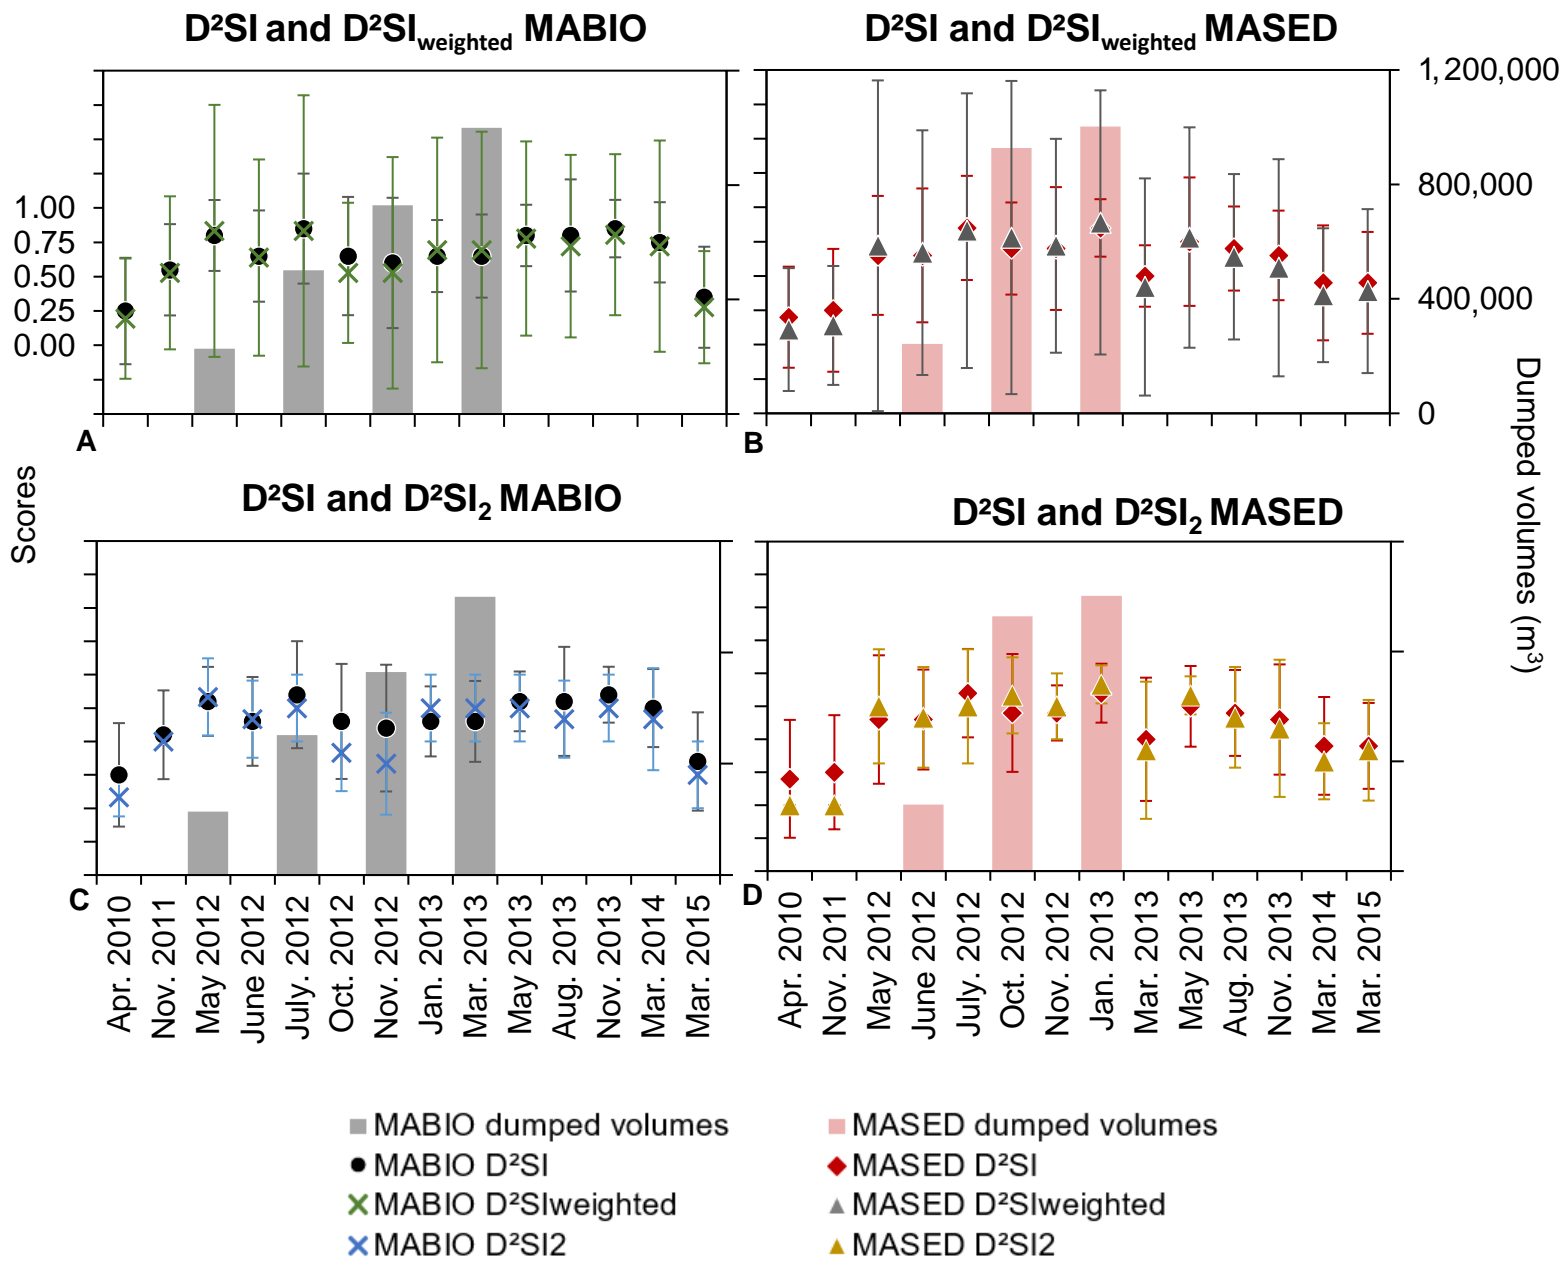 D²SI and D²SIweighted MABIO
D²SI and D²SIweighted MASED
1.00
0.75
0.50
0.25
0.00
1,200,000
800,000
400,000
0
A
B
Scores
Dumped volumes (m³)
D²SI and D²SI₂ MABIO
D²SI and D²SI₂ MASED
C
D
Apr. 2010
Nov. 2011
May 2012
June 2012
July. 2012
Oct. 2012
Nov. 2012
Jan. 2013
Mar. 2013
May 2013
Aug. 2013
Nov. 2013
Mar. 2014
Mar. 2015
Apr. 2010
Nov. 2011
May 2012
June 2012
July. 2012
Oct. 2012
Nov. 2012
Jan. 2013
Mar. 2013
May 2013
Aug. 2013
Nov. 2013
Mar. 2014
Mar. 2015
MABIO dumped volumes
MABIO D²SI
MABIO D²SIweighted
MABIO D²SI2
MASED dumped volumes
MASED D²SI
MASED D²SIweighted
MASED D²SI2